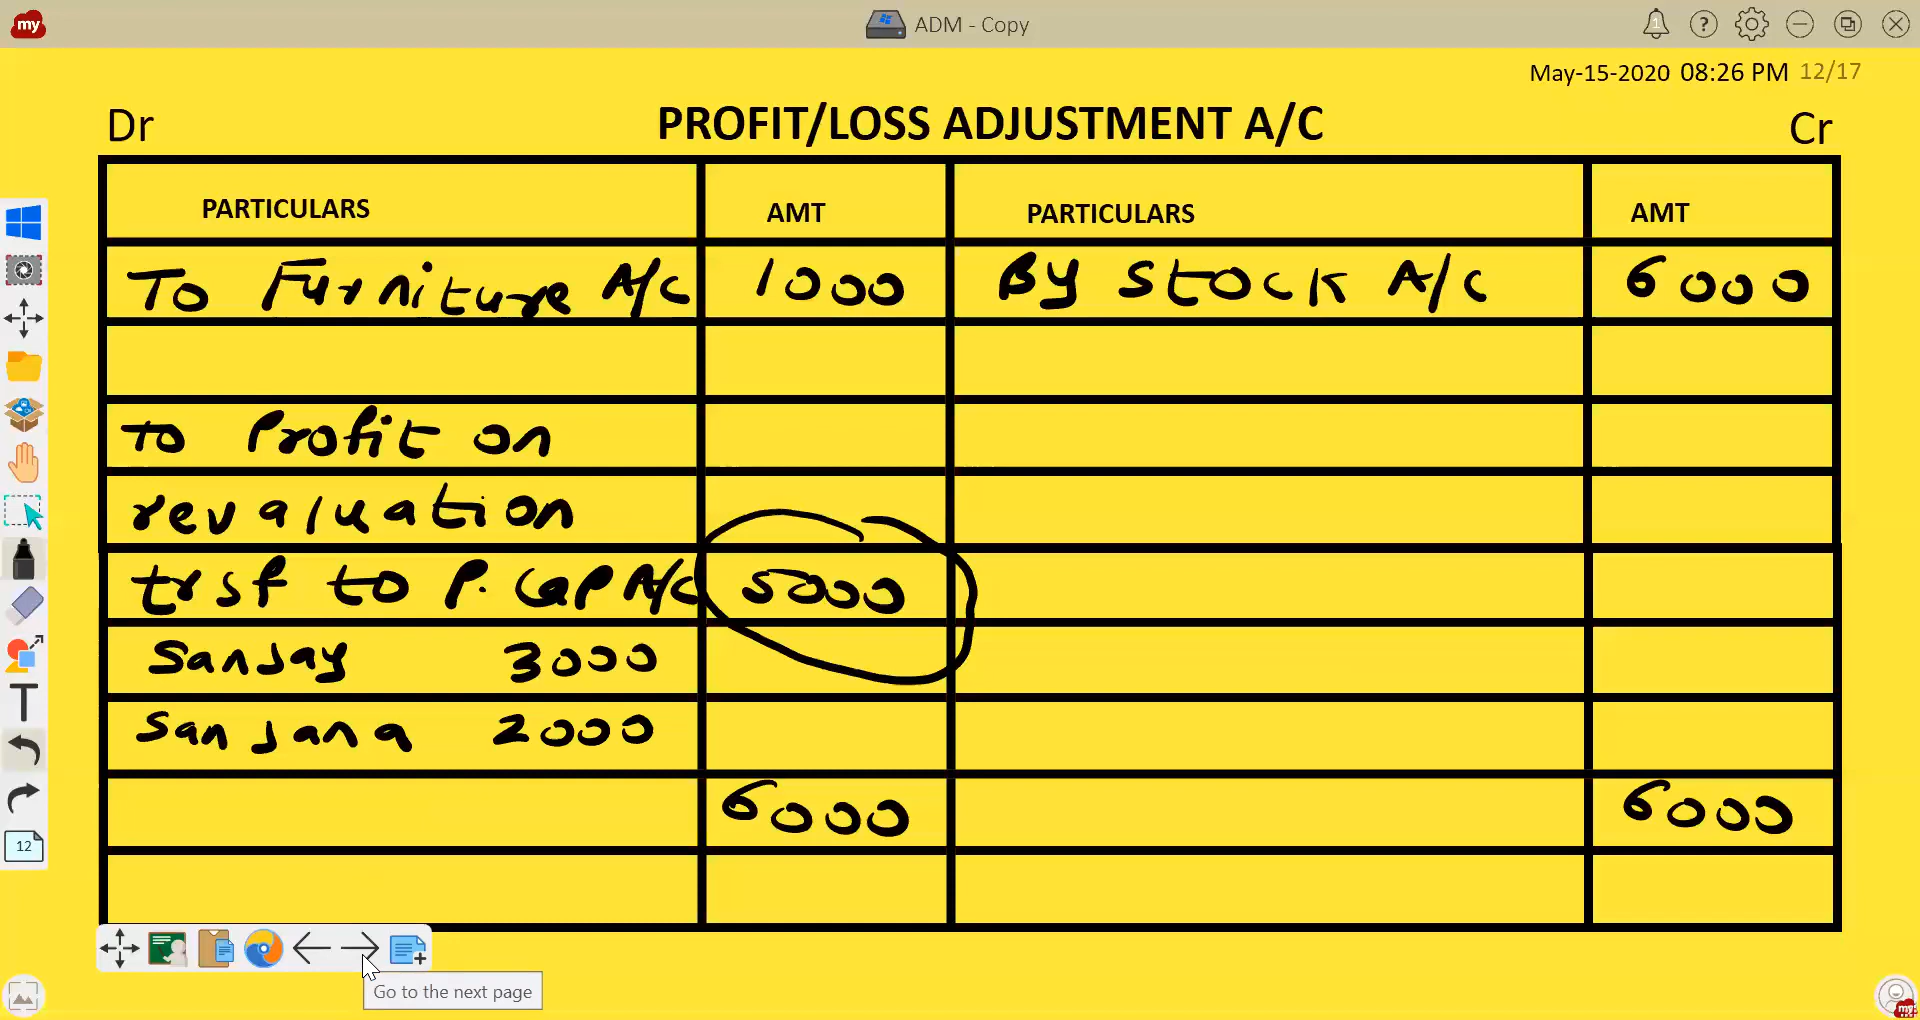 my
ADM - Copy
May-15-2020 08:26 PM 12/17
Dr PROFIT/LOSS ADJUSTMENT A/C Cr
PARTICULARS AMT PARTICULARS AMT
To Furniture A/C 1000 By Stock A/C 6000
to Profit on
revaluation
trsf to P. Cap A/C 5000
Sanjay 3000
Sanjana 2000
6000 6000
12
Go to the next page
my